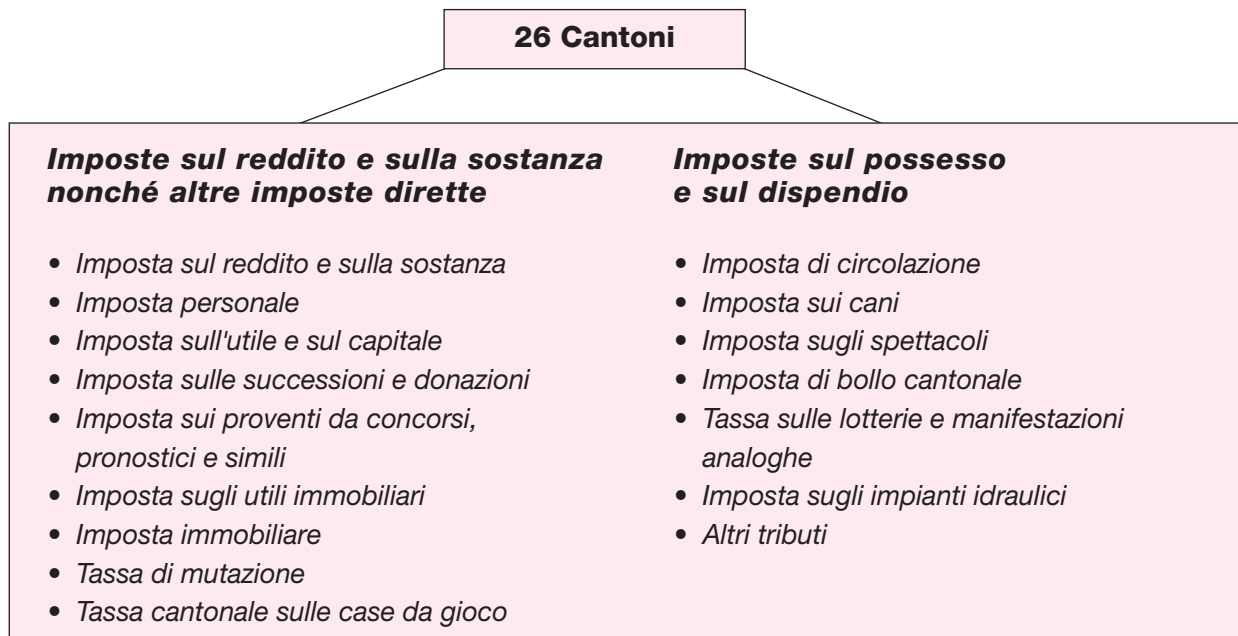 26 Cantoni
Imposte sul reddito e sulla sostanza
nonché altre imposte dirette
• Imposta sul reddito e sulla sostanza
• Imposta personale
• Imposta sull'utile e sul capitale
• Imposta sulle successioni e donazioni
• Imposta sui proventi da concorsi,
pronostici e simili
• Imposta sugli utili immobiliari
• Imposta immobiliare
• Tassa di mutazione
• Tassa cantonale sulle case da gioco
Imposte sul possesso
e sul dispendio
• Imposta di circolazione
• Imposta sui cani
• Imposta sugli spettacoli
• Imposta di bollo cantonale
• Tassa sulle lotterie e manifestazioni
analoghe
• Imposta sugli impianti idraulici
• Altri tributi